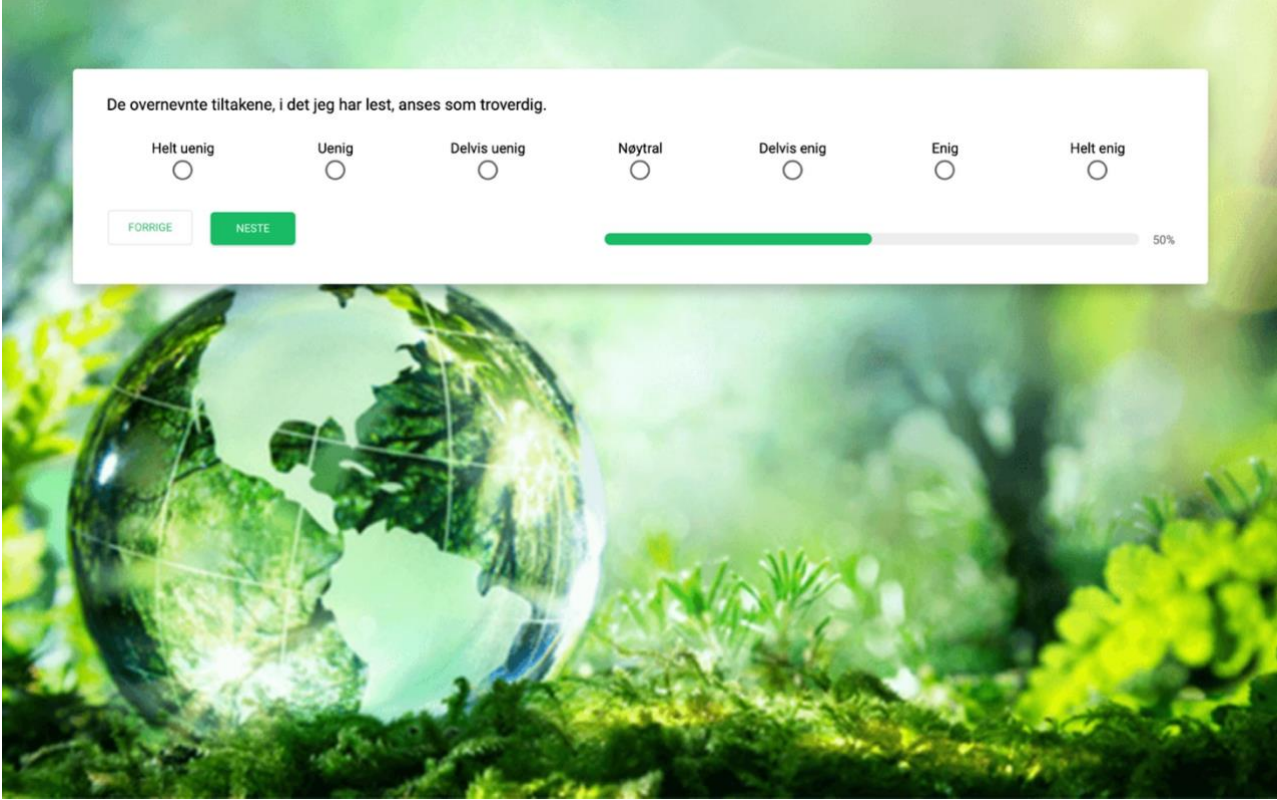 De overnevnte tiltakene, i det jeg har lest, anses som troverdig.
Helt uenig Uenig Delvis uenig Nøytral Delvis enig Enig Helt enig
FORRIGE NESTE 50%